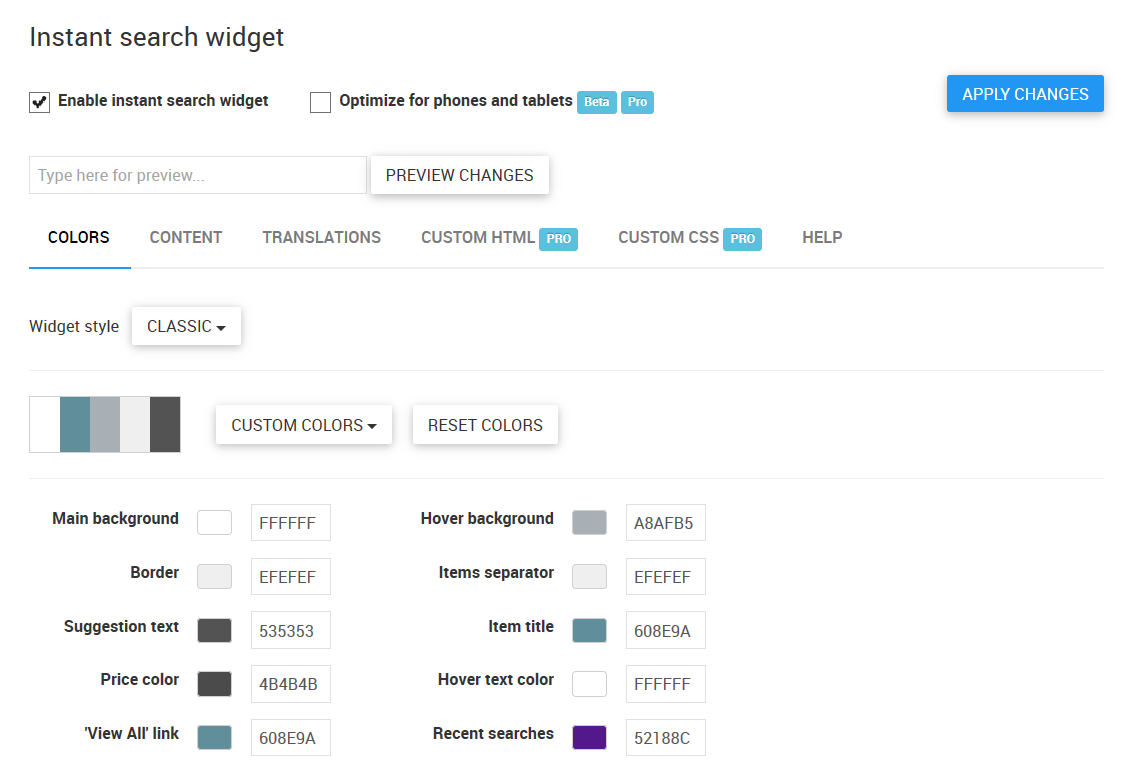 Instant search widget
Enable instant search widget Optimize for phones and tablets Beta Pro APPLY CHANGES
Type here for preview... PREVIEW CHANGES
COLORS CONTENT TRANSLATIONS CUSTOM HTML PRO CUSTOM CSS PRO HELP
Widget style CLASSIC
CUSTOM COLORS RESET COLORS
Main background FFFFFF Hover background A8AFB5
Border EFEFEF Items separator EFEFEF
Suggestion text 535353 Item title 608E9A
Price color 4B4B4B Hover text color FFFFFF
'View All' link 608E9A Recent searches 52188C